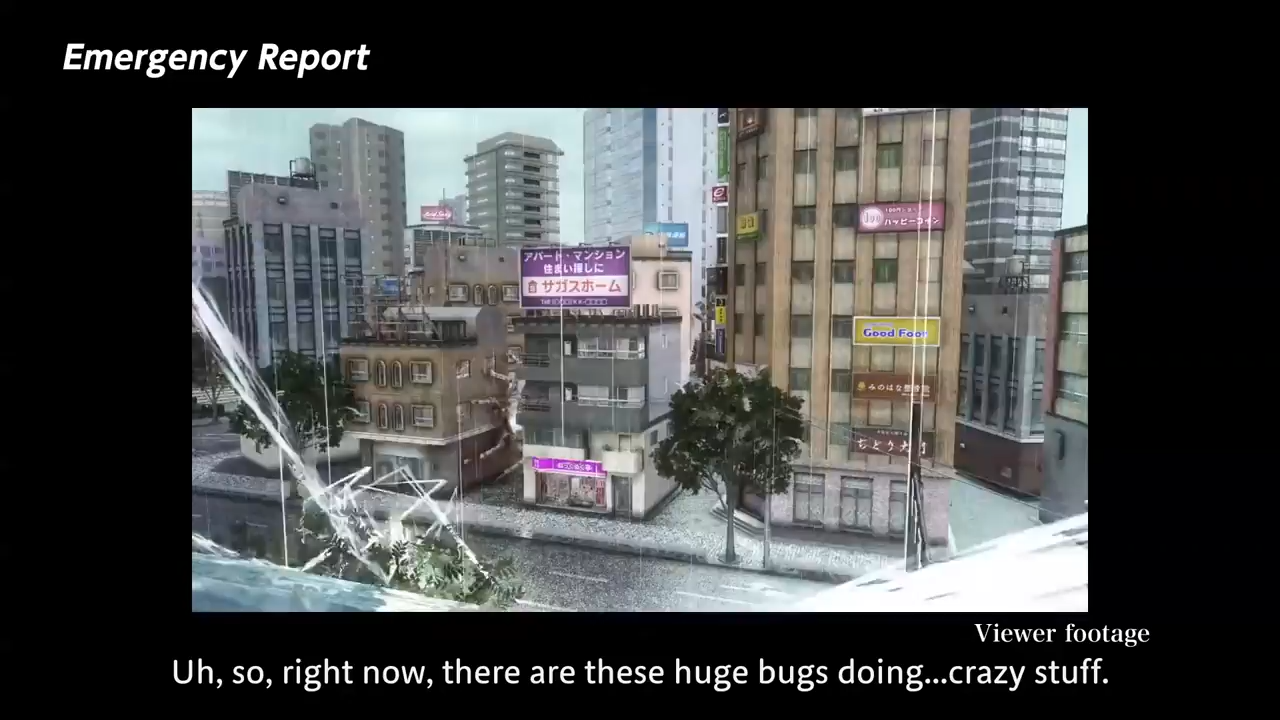 Emergency Report
アパート・マンション
住まい探しに
サガスホーム
100
ハッピーコイン
Good Foot
Viewer footage
Uh, so, right now, there are these huge bugs doing...crazy stuff.